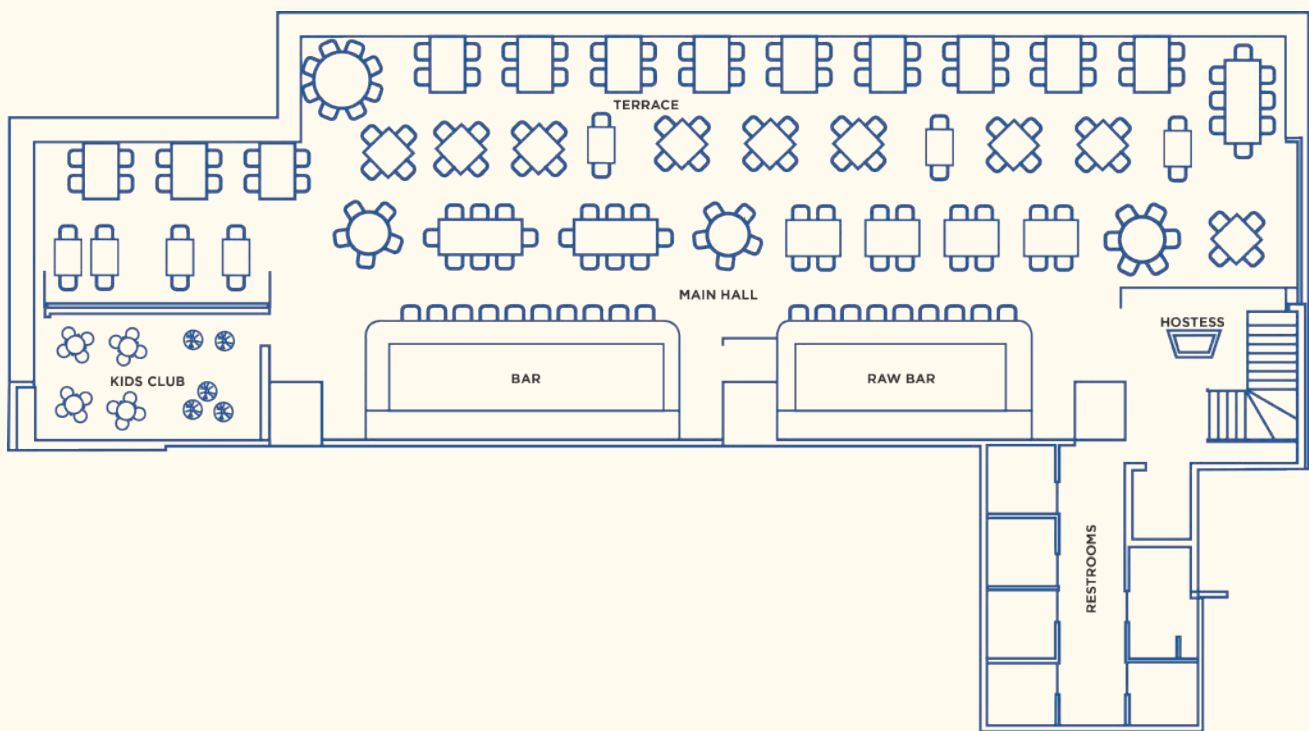 TERRACE
MAIN HALL
HOSTESS
KIDS CLUB
BAR
RAW BAR
RESTROOMS